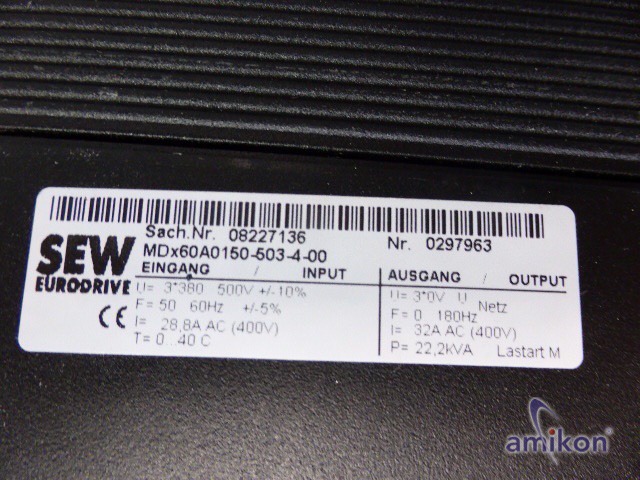 Sach.Nr. 08227136 Nr. 0297963
MDx60A0150-503-4-00
SEW
EURODRIVE
CE
EINGANG / INPUT
U= 3*380 500V +/-10%
F= 50 60Hz +/-5%
I= 28,8A AC (400V)
T= 0...40 C
AUSGANG / OUTPUT
U= 3*0V U Netz
F= 0 180Hz
I= 32A AC (400V)
P= 22,2kVA Lastart M
amikon